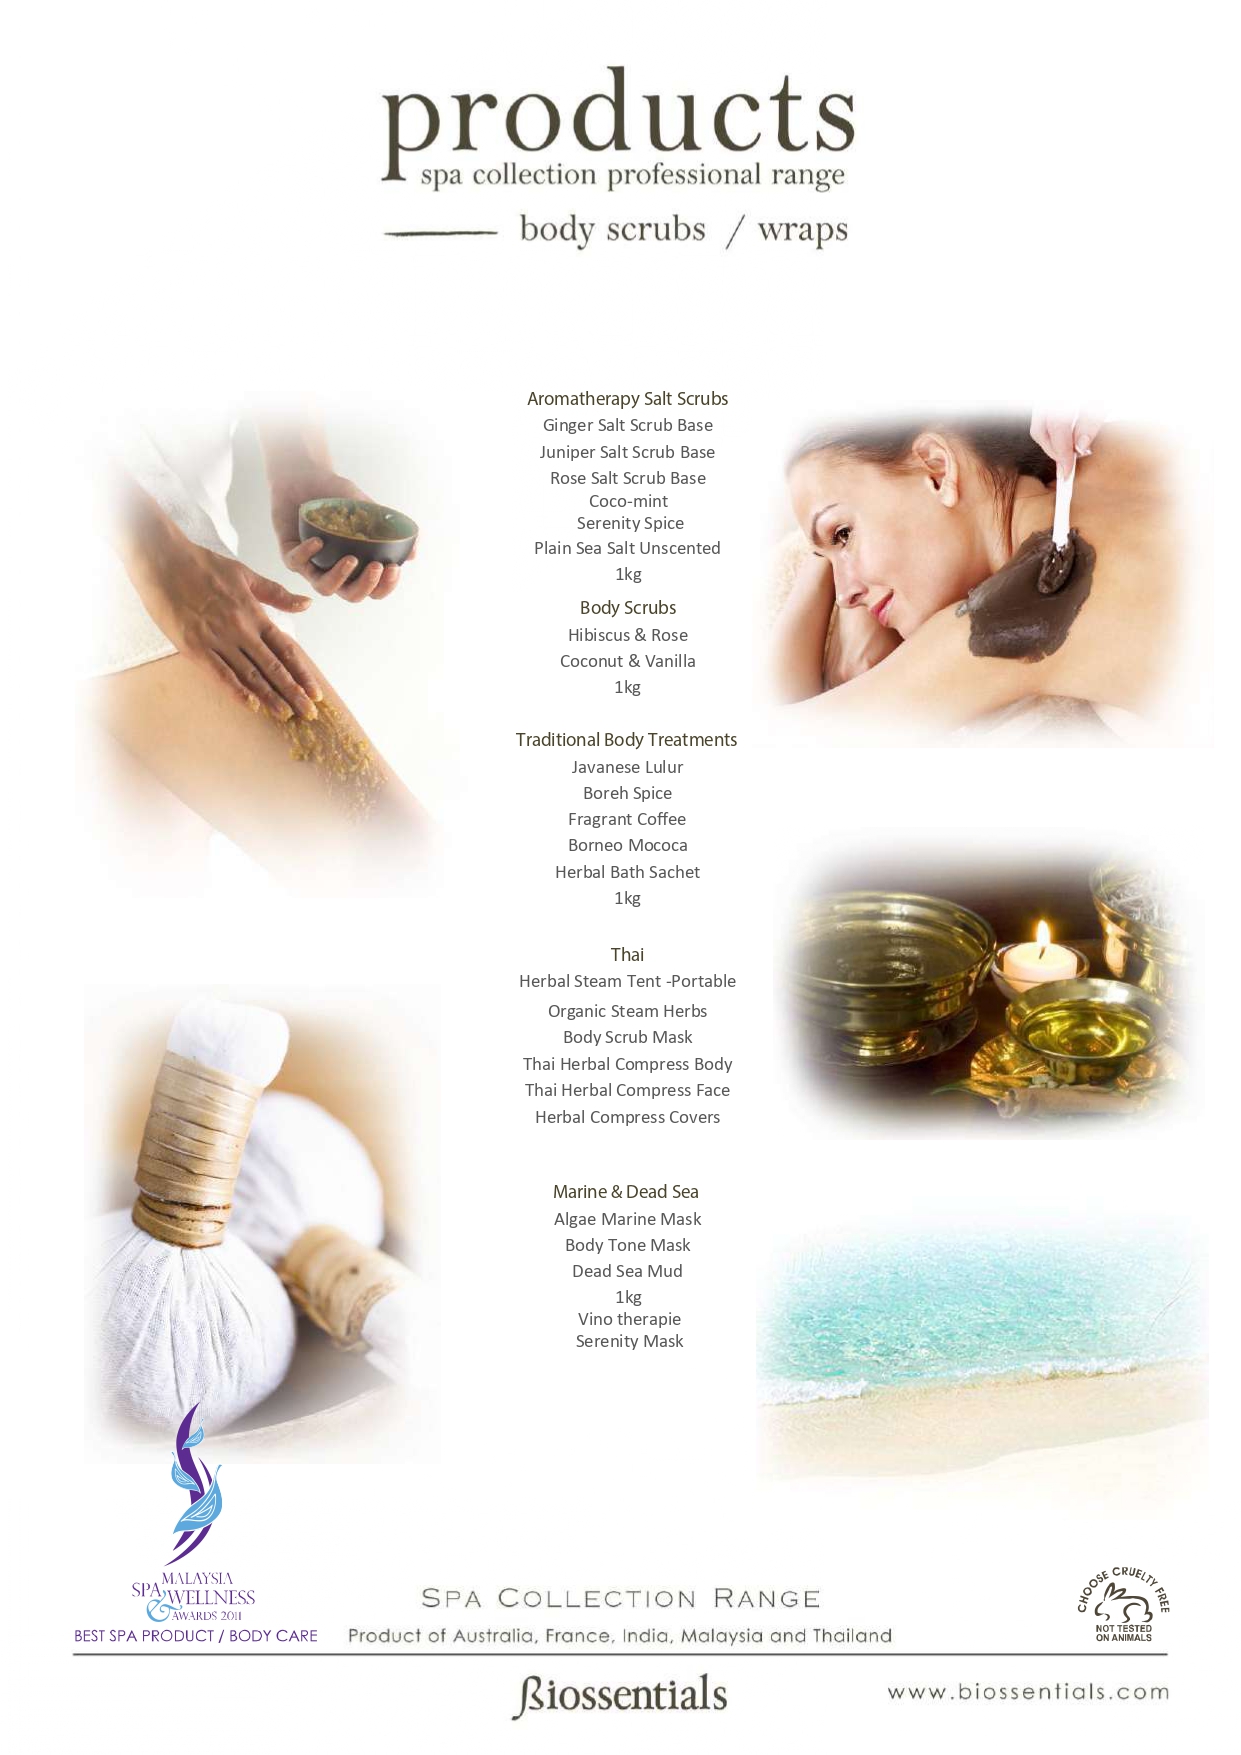 products
spa collection professional range
body scrubs / wraps
Aromatherapy Salt Scrubs
Ginger Salt Scrub Base
Juniper Salt Scrub Base
Rose Salt Scrub Base
Coco-mint
Serenity Spice
Plain Sea Salt Unscented
1kg
Body Scrubs
Hibiscus & Rose
Coconut & Vanilla
1kg
Traditional Body Treatments
Javanese Lulur
Boreh Spice
Fragrant Coffee
Borneo Mococa
Herbal Bath Sachet
1kg
Thai
Herbal Steam Tent -Portable
Organic Steam Herbs
Body Scrub Mask
Thai Herbal Compress Body
Thai Herbal Compress Face
Herbal Compress Covers
Marine & Dead Sea
Algae Marine Mask
Body Tone Mask
Dead Sea Mud
1kg
Vino therapie
Serenity Mask
MALAYSIA
SPA & WELLNESS
AWARDS 2011
BEST SPA PRODUCT / BODY CARE
SPA COLLECTION RANGE
Product of Australia, France, India, Malaysia and Thailand
CHOOSE CRUELTY FREE
NOT TESTED
ON ANIMALS
ßiossentials
www.biossentials.com